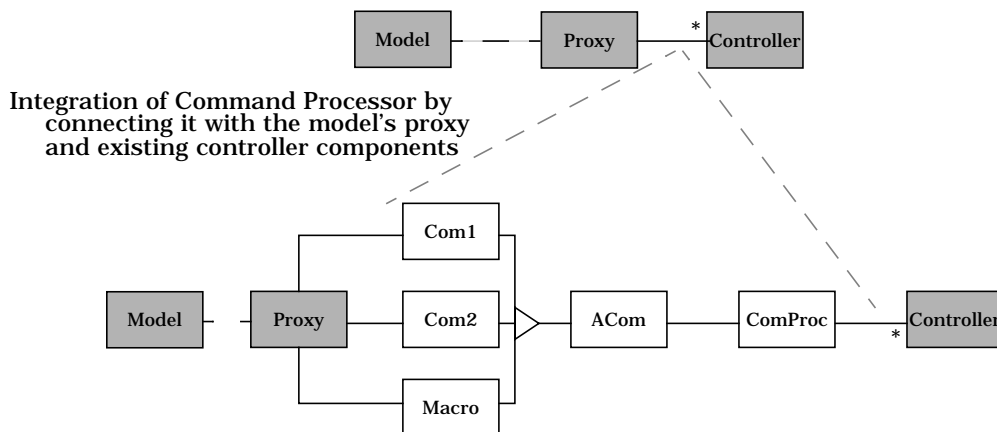 *
Model
Proxy
Controller
Integration of Command Processor by
connecting it with the model's proxy
and existing controller components
Com1
Model
Proxy
Com2
ACom
ComProc
*
Controller
Macro